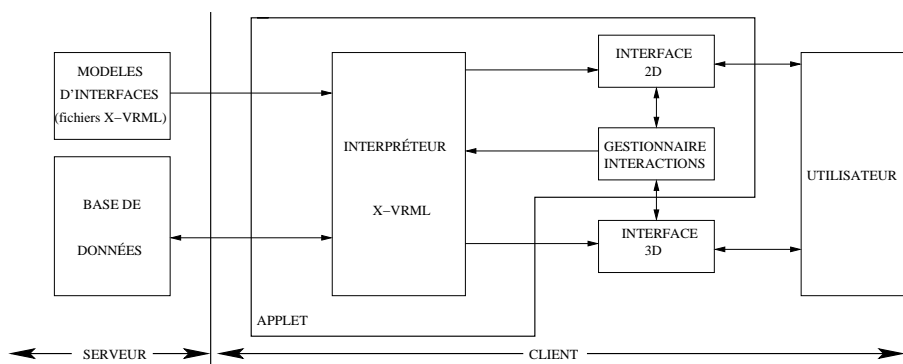 MODELES
D'INTERFACES
(fichiers X–VRML)
BASE DE
DONNÉES
INTERPRÉTEUR
X–VRML
INTERFACE
2D
GESTIONNAIRE
INTERACTIONS
INTERFACE
3D
UTILISATEUR
APPLET
SERVEUR
CLIENT